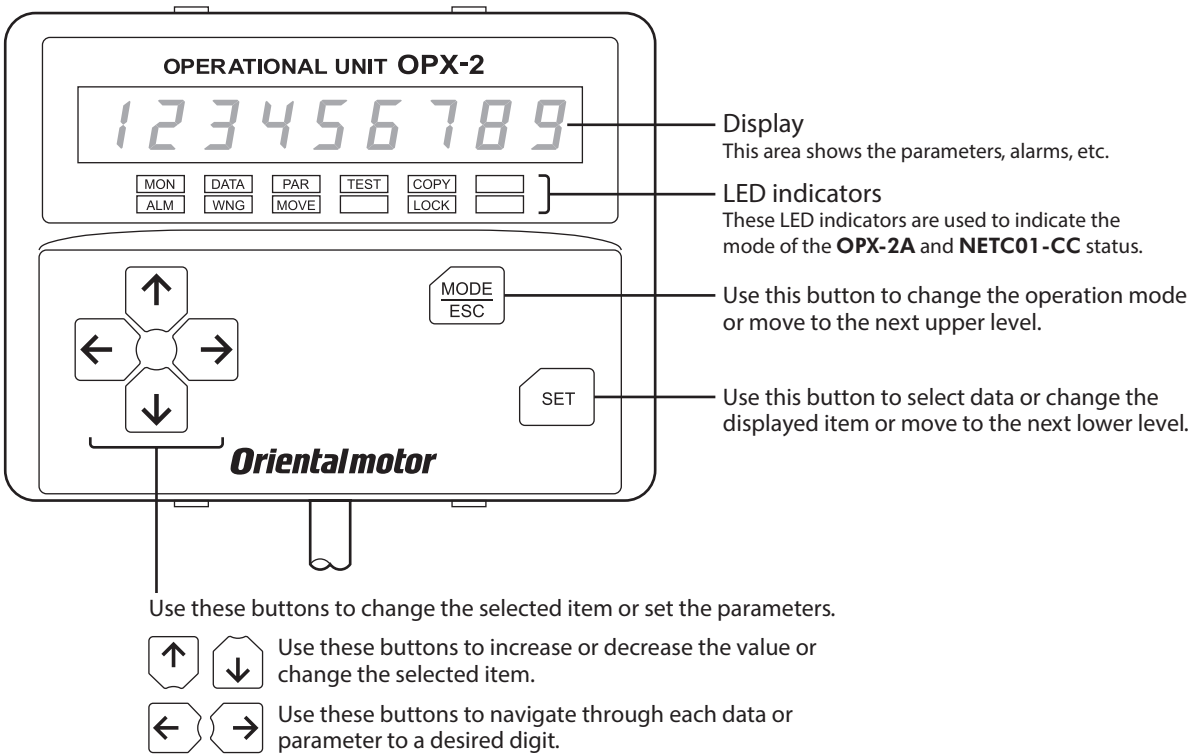 OPERATIONAL UNIT OPX-2
123456789
Display
This area shows the parameters, alarms, etc.
MON DATA PAR TEST COPY
ALM WNG MOVE LOCK
LED indicators
These LED indicators are used to indicate the
mode of the OPX-2A and NETC01-CC status.
MODE
ESC
Use this button to change the operation mode
or move to the next upper level.
SET
Use this button to select data or change the
displayed item or move to the next lower level.
↑
← →
↓
Orientalmotor
Use these buttons to change the selected item or set the parameters.
↑ ↓ Use these buttons to increase or decrease the value or
change the selected item.
← → Use these buttons to navigate through each data or
parameter to a desired digit.